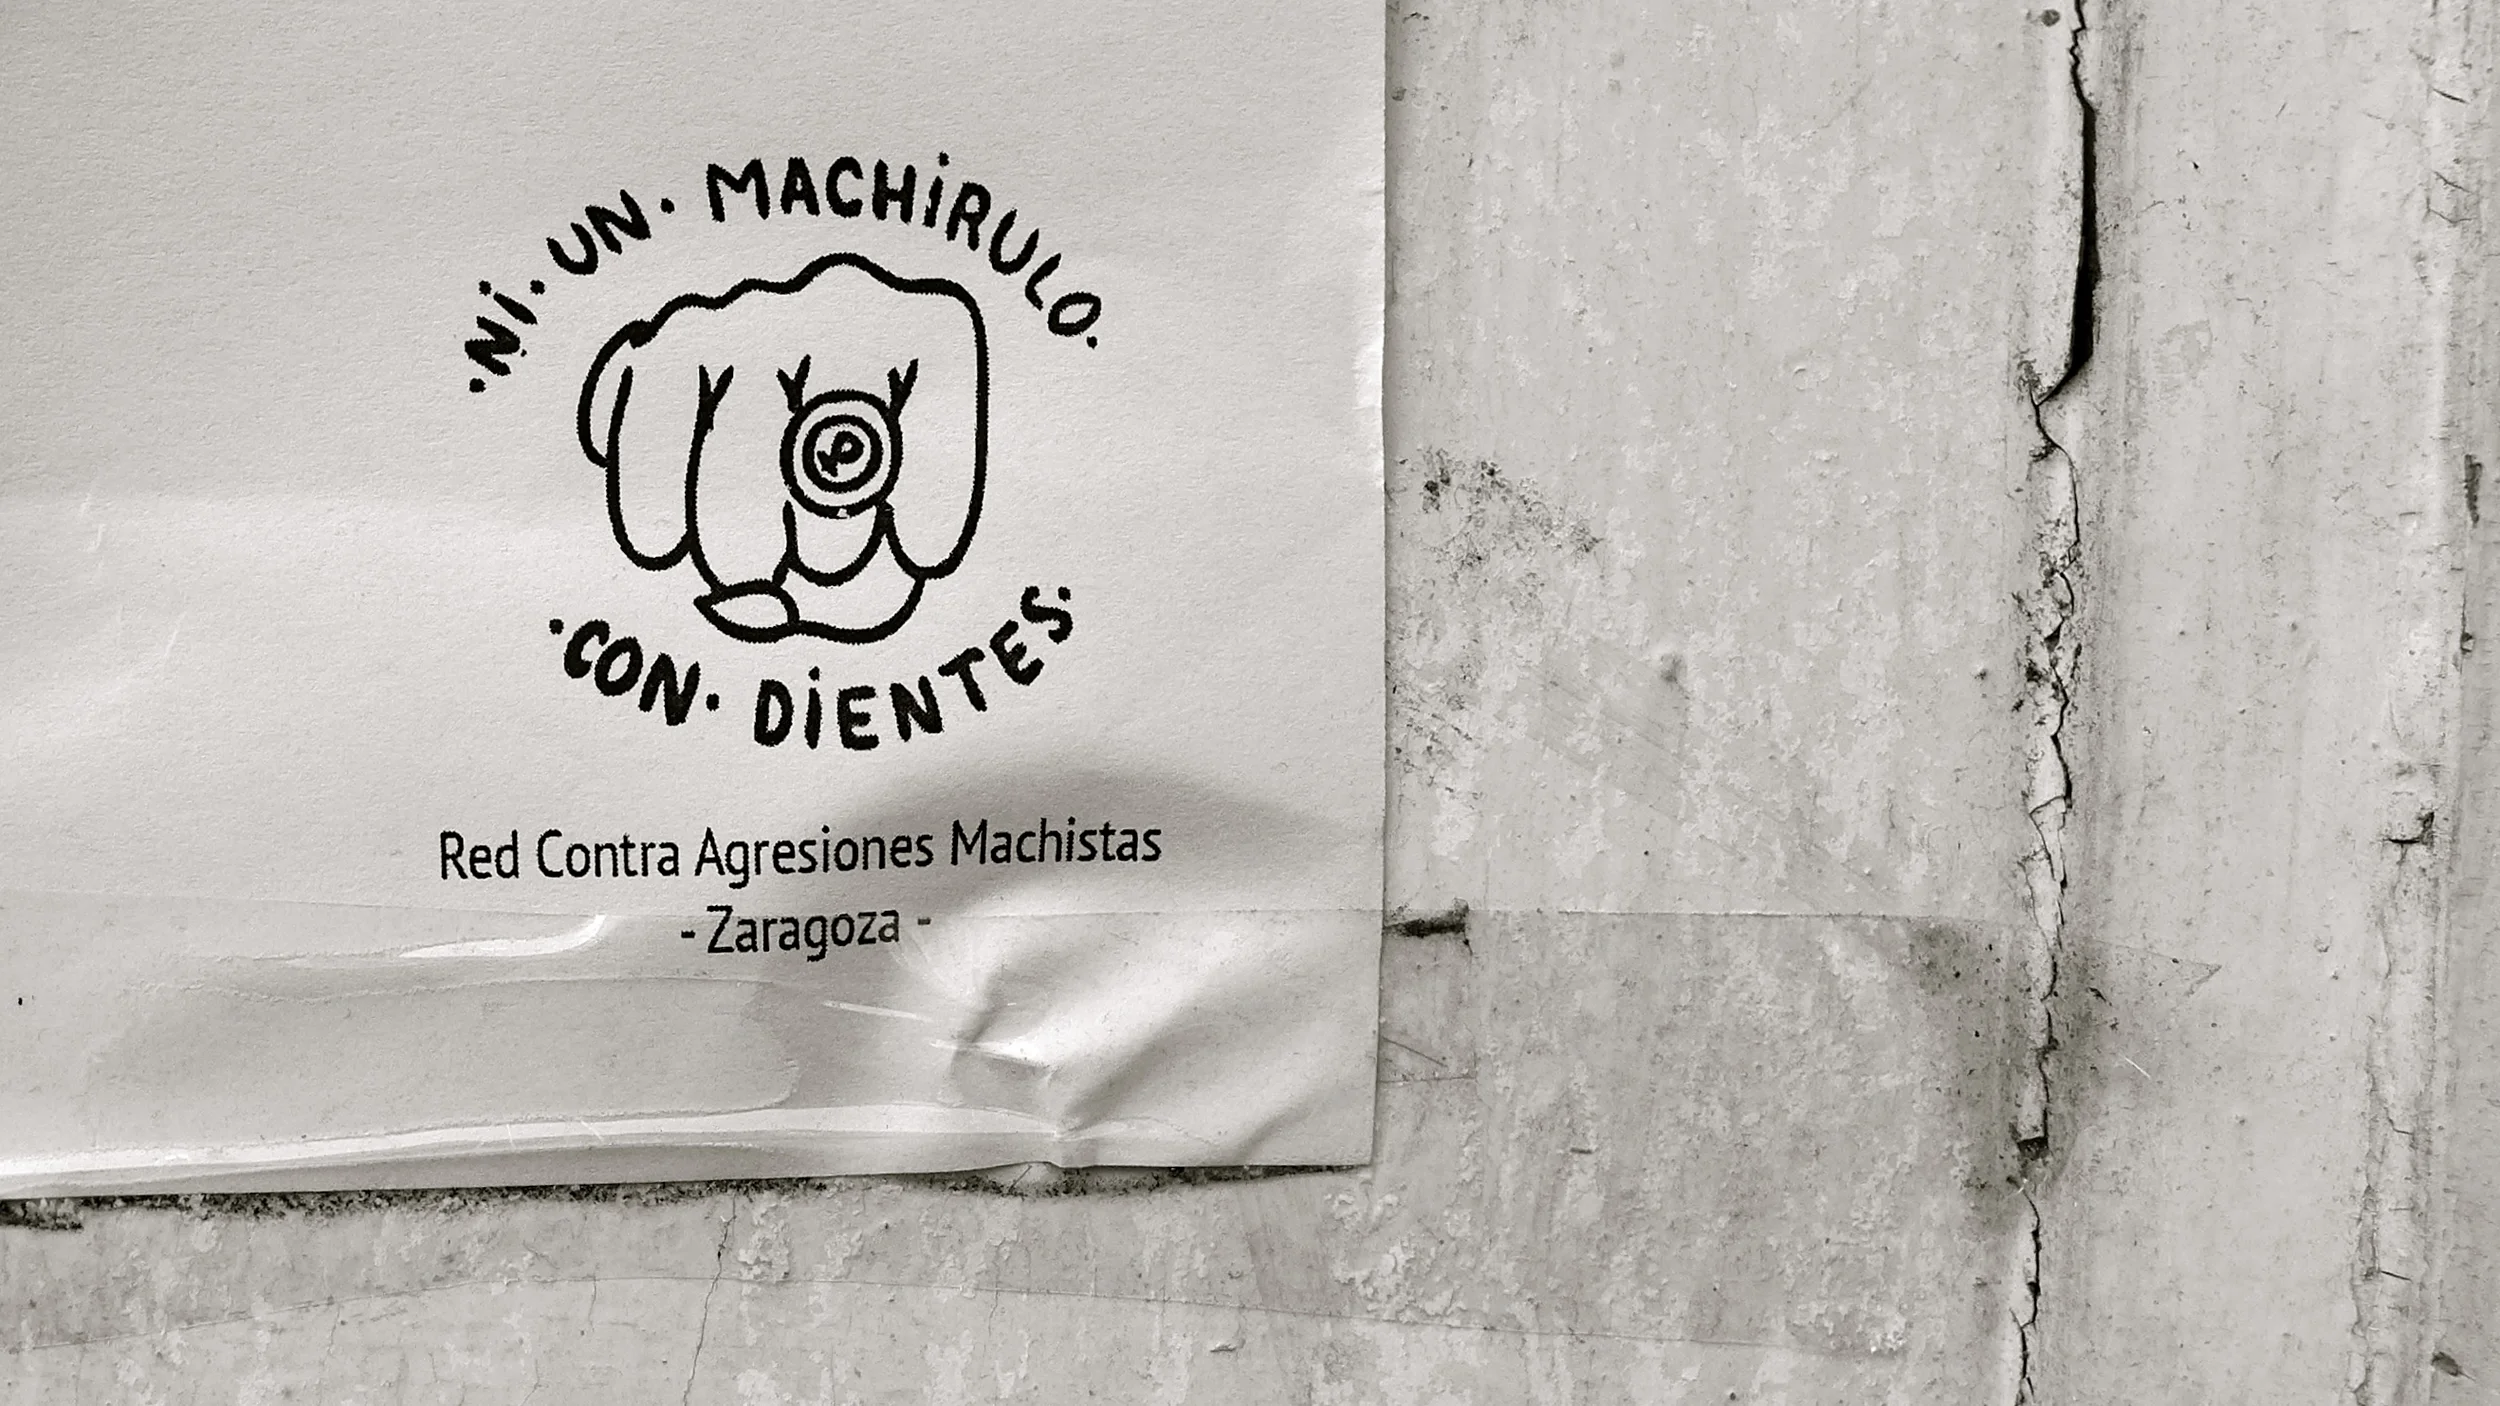 ·Ni· UN· MACHiRULO·
·CON· DiENTES·
Red Contra Agresiones Machistas
- Zaragoza -